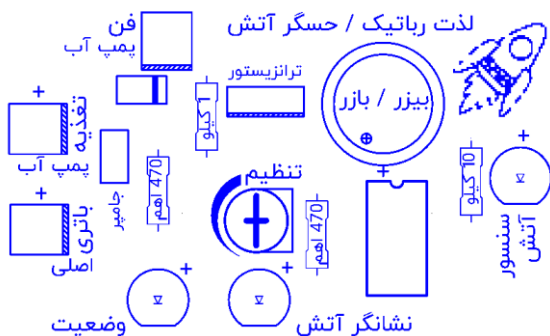 لذت رباتیک / حسگر آتش
فن
پمپ آب
ترانزیستور
1 کیلو
بیزر / بازر
تغذیه
پمپ آب
جامپر
470 اهم
تنظیم
470 اهم
10 کیلو
سنسور
آتش
باتری
اصلی
وضعیت
نشانگر آتش